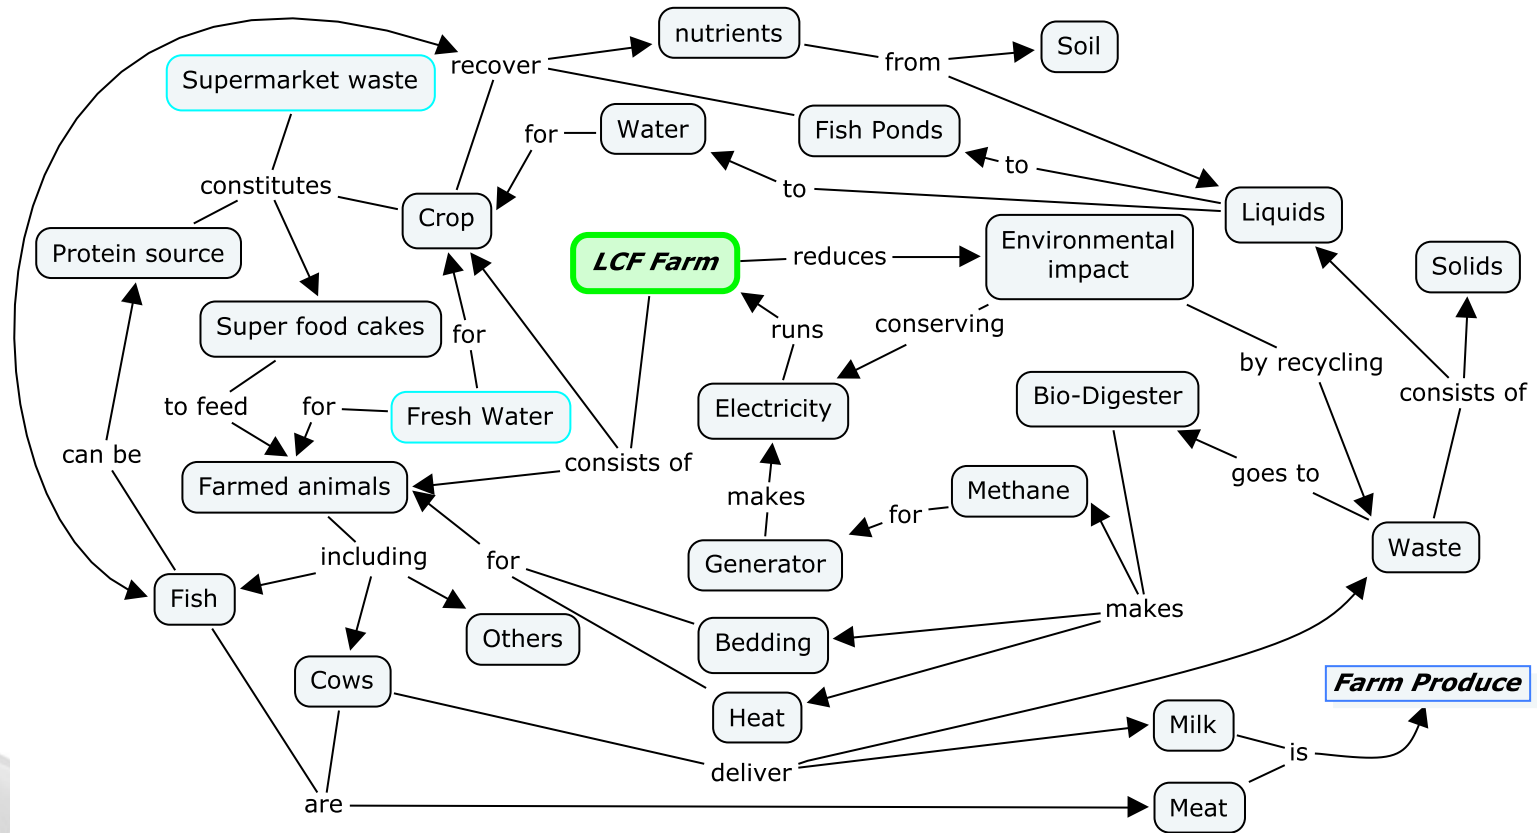 nutrients
Soil
recover
from
Supermarket waste
Water
for
Fish Ponds
to
to
constitutes
Crop
Liquids
Protein source
LCF Farm
reduces
Environmental
impact
Solids
Super food cakes
for
runs
conserving
by recycling
to feed
for
Fresh Water
Electricity
Bio-Digester
consists of
can be
Farmed animals
consists of
makes
Methane
goes to
for
Waste
including
for
Generator
Fish
Others
Bedding
makes
Cows
Heat
Farm Produce
Milk
deliver
is
are
Meat